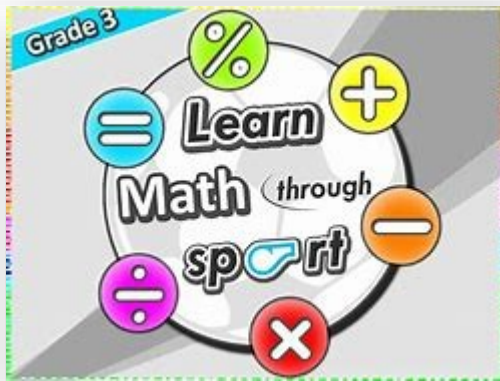 Grade 3
%
+
=
Learn
Math through
−
sport
÷
×